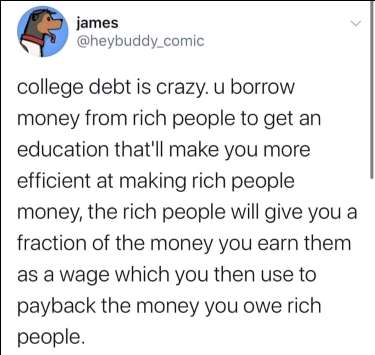 james
@heybuddy_comic
college debt is crazy. u borrow
money from rich people to get an
education that'll make you more
efficient at making rich people
money, the rich people will give you a
fraction of the money you earn them
as a wage which you then use to
payback the money you owe rich
people.